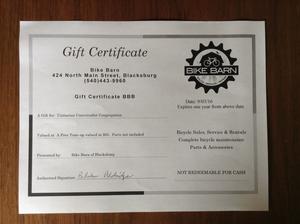 Gift Certificate
Bike Barn
424 North Main Street, Blacksburg
(540)443-9960
Gift Certificate BBB
A Gift for: Unitarian Universalist Congregation
Valued at A Free Tune-up valued at $65. Parts not included
Presented by: Bike Barn of Blacksburg
Authorized Signature:
BIKE BARN
Date:
Expires one year from above date
Bicycle Sales, Service & Rentals
Complete bicycle maintenance
Parts & Accessories
NOT REDEEMABLE FOR CASH